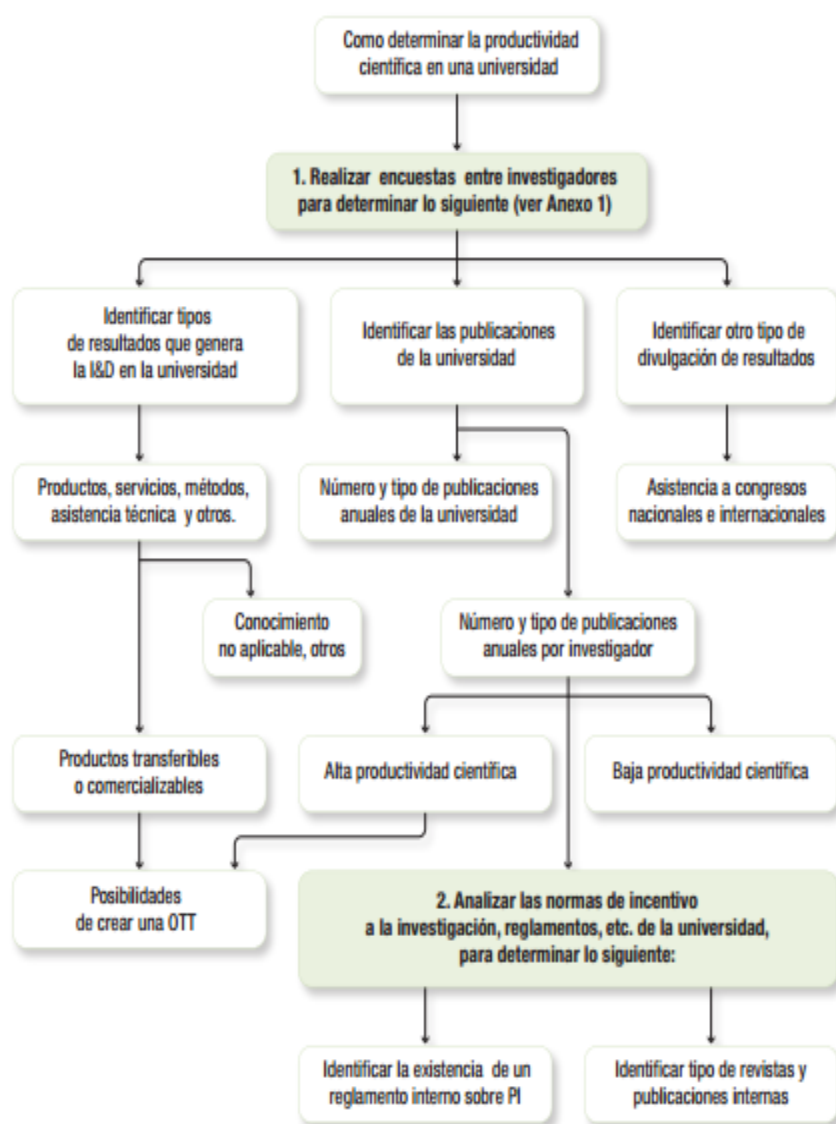 Como determinar la productividad
científica en una universidad
1. Realizar encuestas entre investigadores
para determinar lo siguiente (ver Anexo 1)
Identificar tipos
de resultados que genera
la I&D en la universidad
Identificar las publicaciones
de la universidad
Identificar otro tipo de
divulgación de resultados
Productos, servicios, métodos,
asistencia técnica y otros.
Número y tipo de publicaciones
anuales de la universidad
Asistencia a congresos
nacionales e internacionales
Conocimiento
no aplicable, otros
Número y tipo de publicaciones
anuales por investigador
Productos transferibles
o comercializables
Alta productividad científica
Baja productividad científica
Posibilidades
de crear una OTT
2. Analizar las normas de incentivo
a la investigación, reglamentos, etc. de la universidad,
para determinar lo siguiente:
Identificar la existencia de un
reglamento interno sobre PI
Identificar tipo de revistas y
publicaciones internas